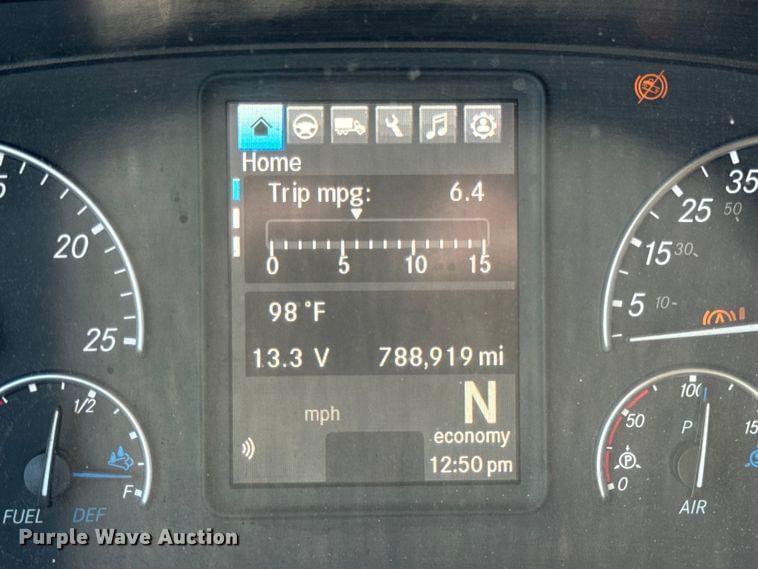 Home
Trip mpg: 6.4
0 5 10 15
98 °F
13.3 V 788,919 mi
N
mph
economy
12:50 pm
20
25
1/2
F
FUEL DEF
35
25 50
15 30
5 10
100
50
P
P
0
AIR
Purple Wave Auction